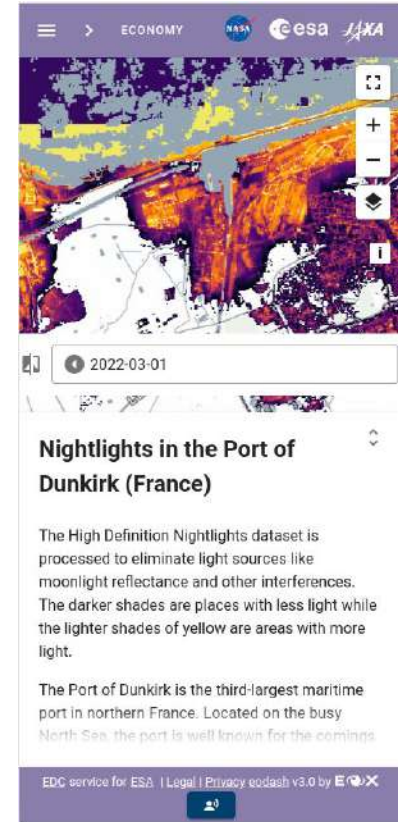 ECONOMY
NASA
esa
JAXA
+
−
i
2022-03-01
Nightlights in the Port of
Dunkirk (France)
The High Definition Nightlights dataset is
processed to eliminate light sources like
moonlight reflectance and other interferences.
The darker shades are places with less light while
the lighter shades of yellow are areas with more
light.
The Port of Dunkirk is the third-largest maritime
port in northern France. Located on the busy
North Sea, the port is well known for the comings
EDC service for ESA | Legal | Privacy eodash v3.0 by EOX